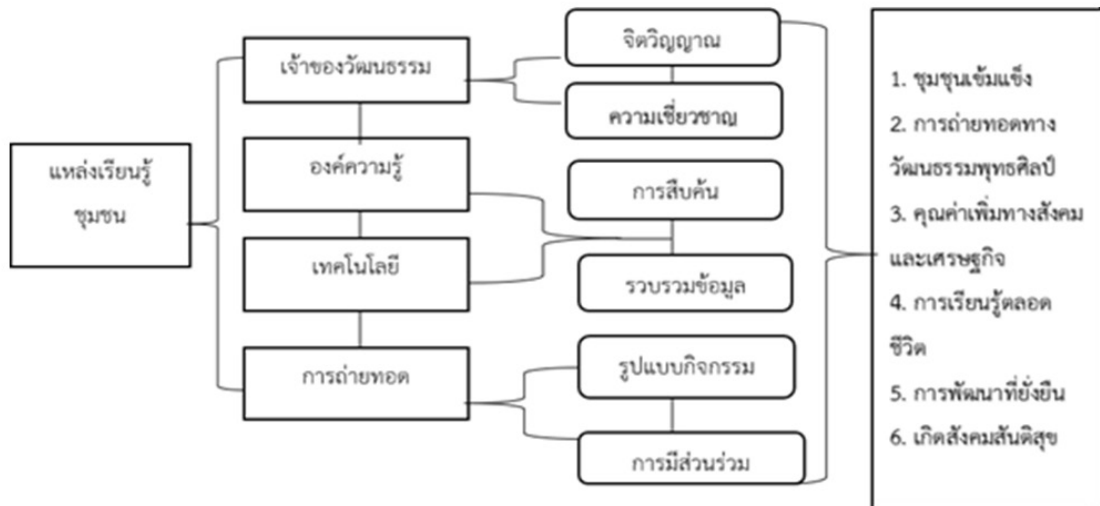 แหล่งเรียนรู้
ชุมชน
เจ้าของวัฒนธรรม
องค์ความรู้
เทคโนโลยี
การถ่ายทอด
จิตวิญญาณ
ความเชี่ยวชาญ
การสืบค้น
รวบรวมข้อมูล
รูปแบบกิจกรรม
การมีส่วนร่วม
1. ชุมชุนเข้มแข็ง
2. การถ่ายทอดทาง
วัฒนธรรมพุทธศิลป์
3. คุณค่าเพิ่มทางสังคม
และเศรษฐกิจ
4. การเรียนรู้ตลอด
ชีวิต
5. การพัฒนาที่ยั่งยืน
6. เกิดสังคมสันติสุข